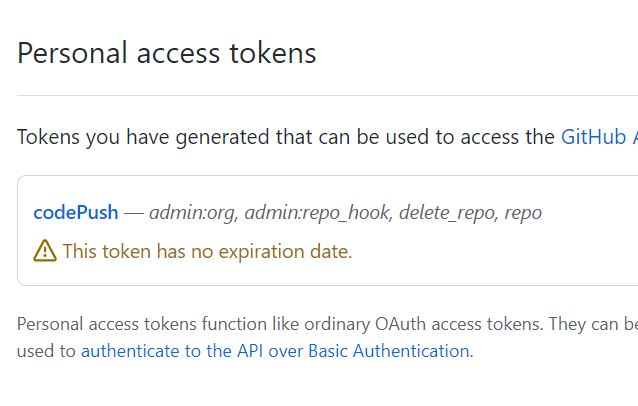 Personal access tokens
Tokens you have generated that can be used to access the GitHub
codePush — admin:org, admin:repo_hook, delete_repo, repo
This token has no expiration date.
Personal access tokens function like ordinary OAuth access tokens. They can be
used to authenticate to the API over Basic Authentication.